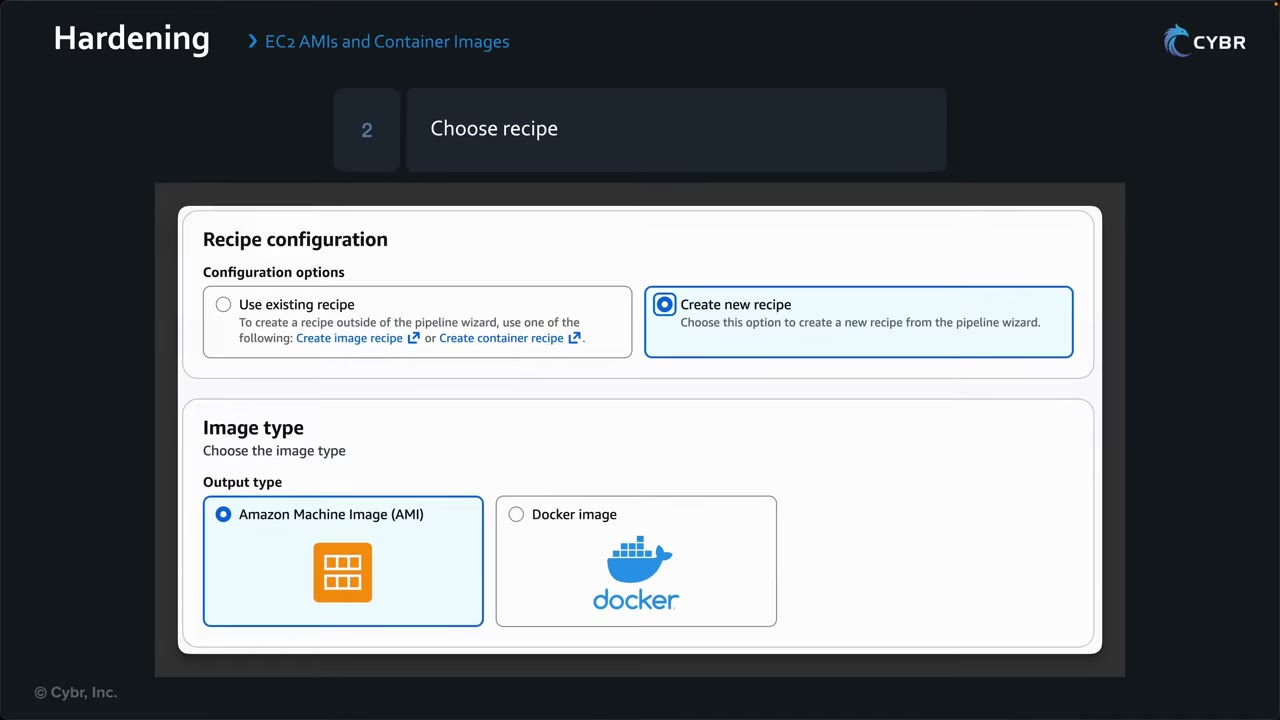 Hardening
❯ EC2 AMIs and Container Images
CYBR
2
Choose recipe
Recipe configuration
Configuration options
Use existing recipe
To create a recipe outside of the pipeline wizard, use one of the
following: Create image recipe or Create container recipe .
Create new recipe
Choose this option to create a new recipe from the pipeline wizard.
Image type
Choose the image type
Output type
Amazon Machine Image (AMI)
Docker image
docker
© Cybr, Inc.